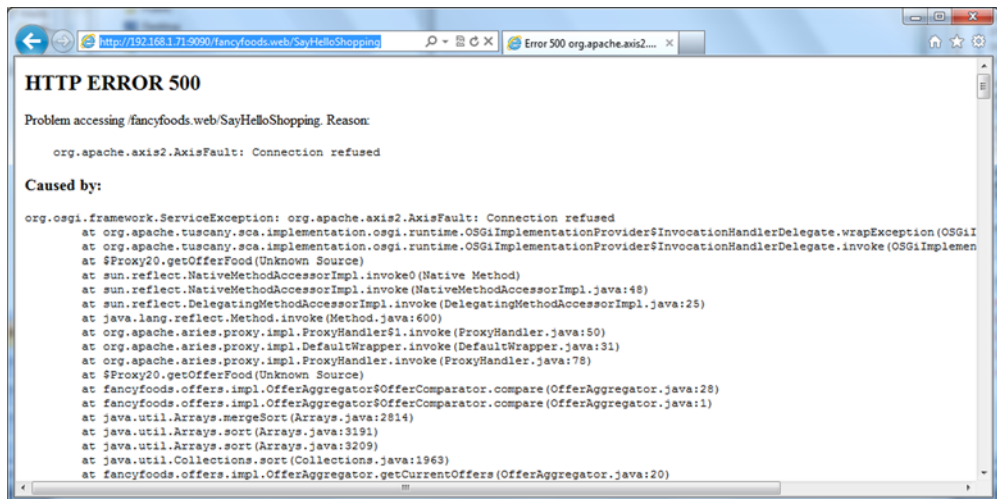 http://192.168.1.71:9090/fancyfoods.web/SayHelloShopping
Error 500 org.apache.axis2....
HTTP ERROR 500
Problem accessing /fancyfoods.web/SayHelloShopping. Reason:
org.apache.axis2.AxisFault: Connection refused
Caused by:
org.osgi.framework.ServiceException: org.apache.axis2.AxisFault: Connection refused
at org.apache.tuscany.sca.implementation.osgi.runtime.OSGiImplementationProvider$InvocationHandlerDelegate.wrapException(OSGiI
at org.apache.tuscany.sca.implementation.osgi.runtime.OSGiImplementationProvider$InvocationHandlerDelegate.invoke(OSGiImplemen
at $Proxy20.getOfferFood(Unknown Source)
at sun.reflect.NativeMethodAccessorImpl.invoke0(Native Method)
at sun.reflect.NativeMethodAccessorImpl.invoke(NativeMethodAccessorImpl.java:48)
at sun.reflect.DelegatingMethodAccessorImpl.invoke(DelegatingMethodAccessorImpl.java:25)
at java.lang.reflect.Method.invoke(Method.java:600)
at org.apache.aries.proxy.impl.ProxyHandler$1.invoke(ProxyHandler.java:50)
at org.apache.aries.proxy.impl.DefaultWrapper.invoke(DefaultWrapper.java:31)
at org.apache.aries.proxy.impl.ProxyHandler.invoke(ProxyHandler.java:78)
at $Proxy20.getOfferFood(Unknown Source)
at fancyfoods.offers.impl.OfferAggregator$OfferComparator.compare(OfferAggregator.java:28)
at fancyfoods.offers.impl.OfferAggregator$OfferComparator.compare(OfferAggregator.java:1)
at java.util.Arrays.mergeSort(Arrays.java:2814)
at java.util.Arrays.sort(Arrays.java:3191)
at java.util.Arrays.sort(Arrays.java:3209)
at java.util.Collections.sort(Collections.java:1963)
at fancyfoods.offers.impl.OfferAggregator.getCurrentOffers(OfferAggregator.java:20)